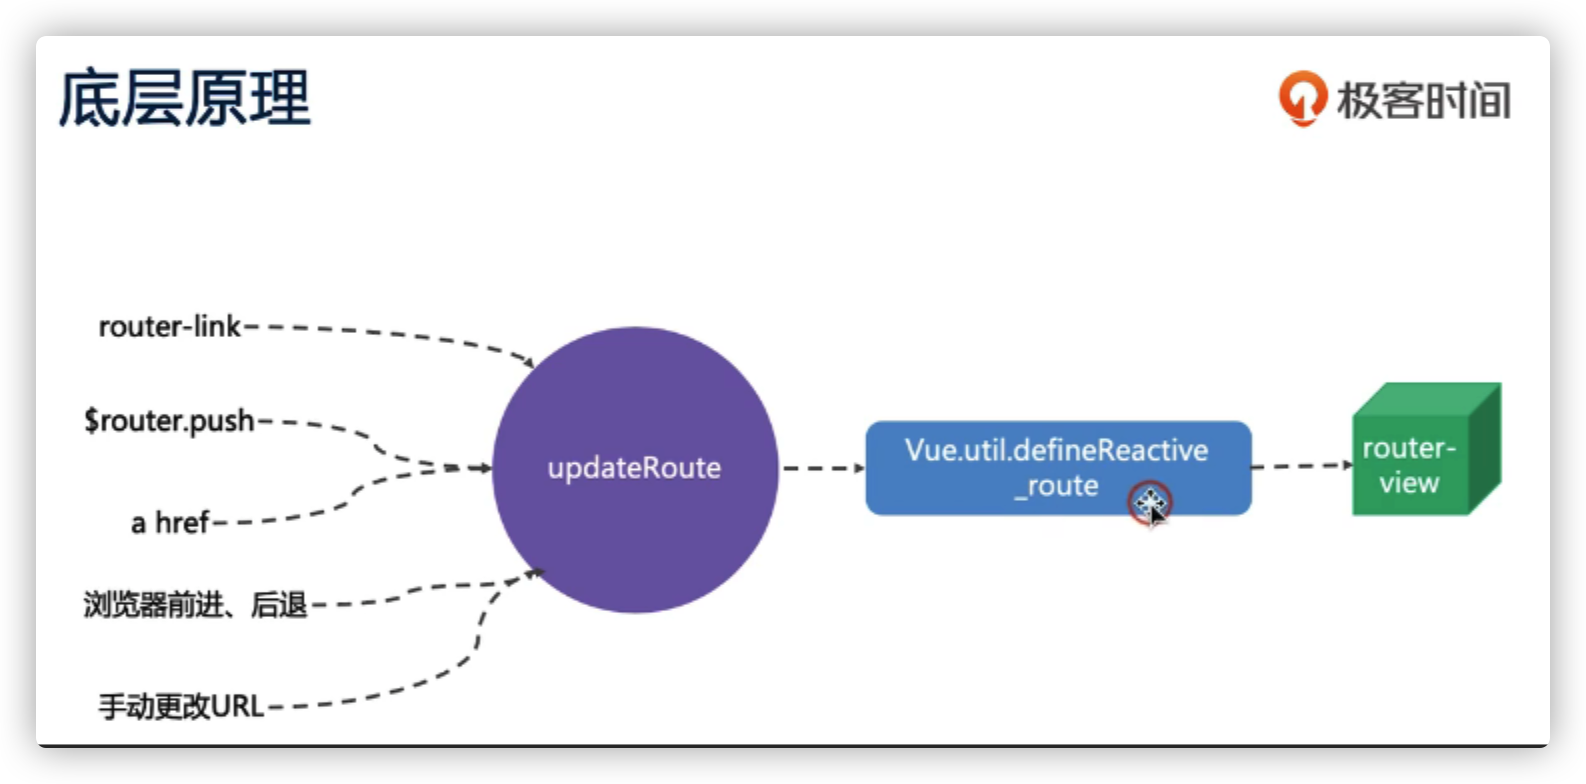 底层原理
极客时间
router-link
$router.push
a href
浏览器前进、后退
手动更改URL
updateRoute
Vue.util.defineReactive
_route
router-
view